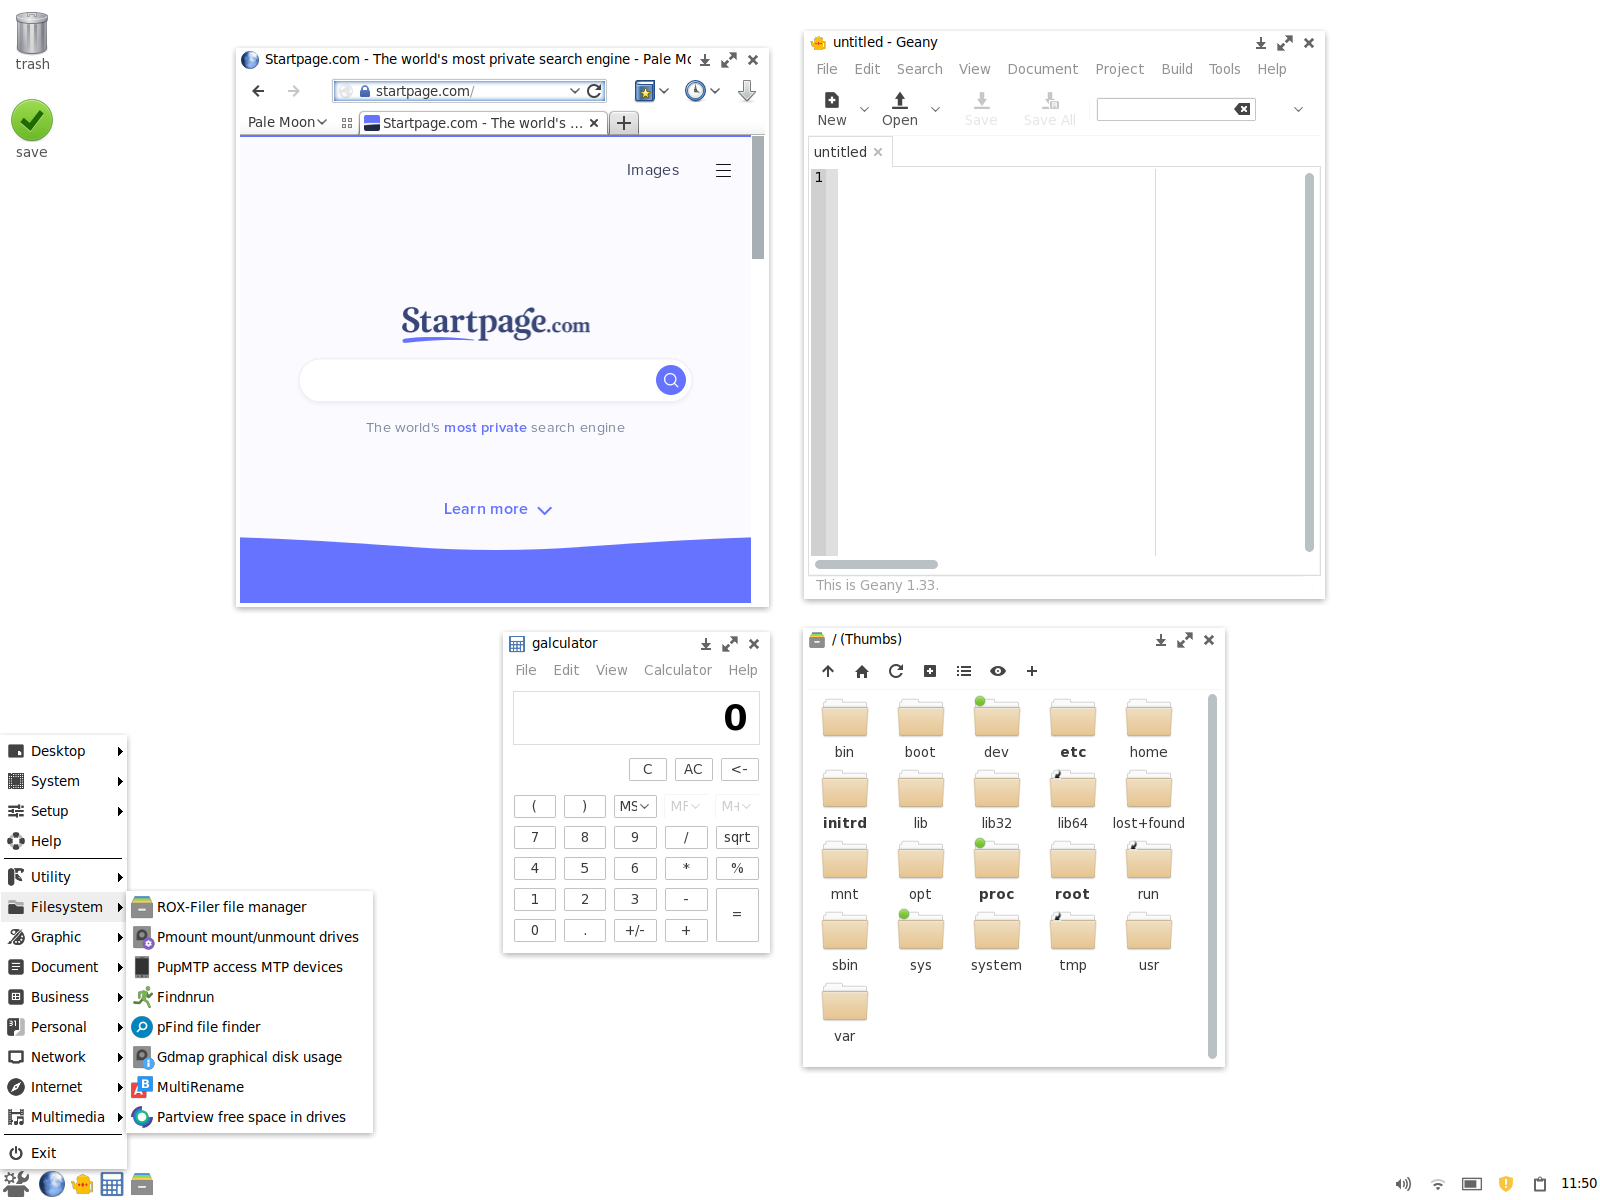 trash
save
Startpage.com - The world's most private search engine - Pale Mo
startpage.com/
Pale Moon
Startpage.com - The world's ...
Images
Startpage.com
The world's most private search engine
Learn more
untitled - Geany
File Edit Search View Document Project Build Tools Help
New Open Save Save All
untitled
1
This is Geany 1.33.
galculator
File Edit View Calculator Help
0
C AC <-
( ) MS MR M+
7 8 9 / sqrt
4 5 6 * %
1 2 3 - =
0 . +/- +
/ (Thumbs)
bin boot dev etc home
initrd lib lib32 lib64 lost+found
mnt opt proc root run
sbin sys system tmp usr
var
Desktop
System
Setup
Help
Utility
Filesystem
Graphic
Document
Business
Personal
Network
Internet
Multimedia
Exit
ROX-Filer file manager
Pmount mount/unmount drives
PupMTP access MTP devices
Findnrun
pFind file finder
Gdmap graphical disk usage
MultiRename
Partview free space in drives
11:50